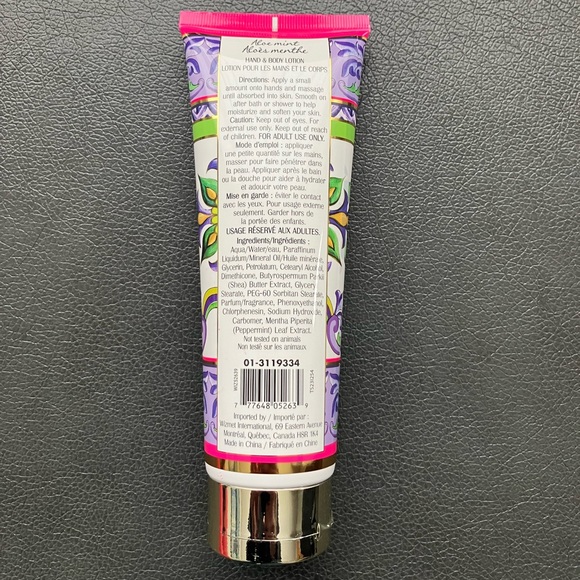 Aloe mint
Aloès menthe
HAND & BODY LOTION
LOTION POUR LES MAINS ET LE CORPS
Directions: Apply a small
amount onto hands and massage
until absorbed into skin. Smooth on
after bath or shower to help
moisturize and soften your skin.
Caution: Keep out of eyes. For
external use only. Keep out of reach
of children. FOR ADULT USE ONLY.
Mode d'emploi : appliquer
une petite quantité sur les mains,
masser pour faire pénétrer dans
la peau. Appliquer après le bain
ou la douche pour aider à hydrater
et adoucir votre peau.
Mise en garde : éviter le contact
avec les yeux. Pour usage externe
seulement. Garder hors de
la portée des enfants.
USAGE RÉSERVÉ AUX ADULTES.
Ingredients/Ingrédients :
Aqua/Water/eau, Paraffinum
Liquidum/Mineral Oil/Huile minérale,
Glycerin, Petrolatum, Cetearyl Alcohol,
Dimethicone, Butyrospermum Parkii
(Shea) Butter Extract, Glyceryl
Stearate, PEG-60 Sorbitan Stearate,
Parfum/fragrance, Phenoxyethanol,
Chlorphenesin, Sodium Hydroxide,
Carbomer, Mentha Piperita
(Peppermint) Leaf Extract.
Not tested on animals
Non testé sur les animaux
01-3119334
7 77648 05263 9
Imported by / Importé par :
69 Eastern Avenue
Montréal, Québec, Canada H5R 1K4
Made in China / Fabriqué en Chine